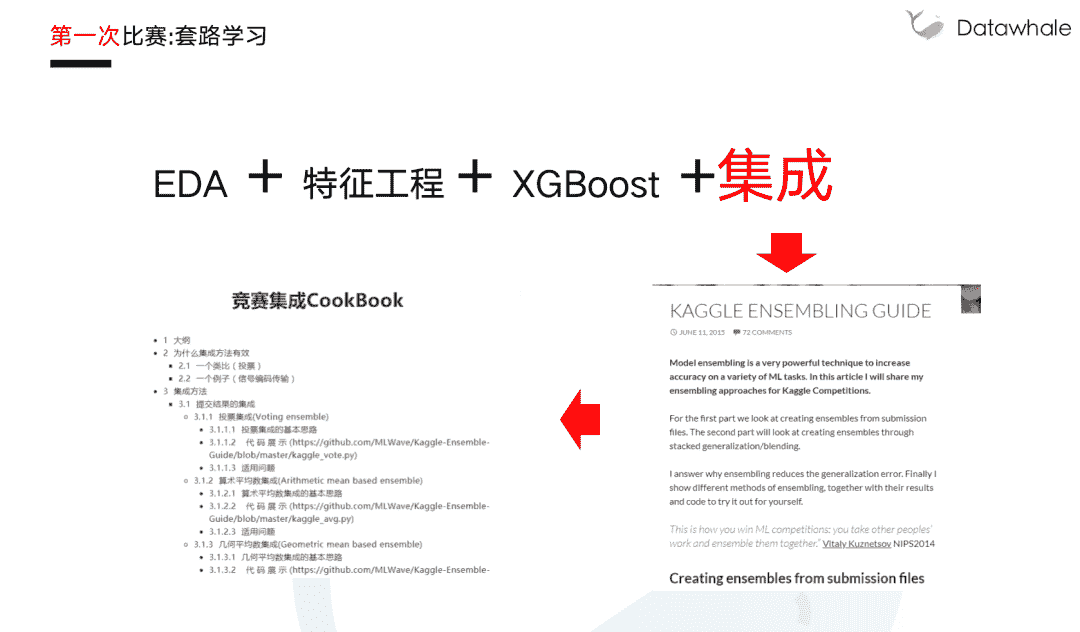 第一次比赛:套路学习
Datawhale
EDA + 特征工程 + XGBoost +集成
竞赛集成CookBook
• 1 大纲
• 2 为什么集成方法有效
▪ 2.1 一个类比（投票）
▪ 2.2 一个例子（信号编码传输）
• 3 集成方法
▪ 3.1 提交结果的集成
○ 3.1.1 投票集成(Voting ensemble)
• 3.1.1.1 投票集成的基本思路
• 3.1.1.2 代码展示(https://github.com/MLWave/Kaggle-Ensemble-
Guide/blob/master/kaggle_vote.py)
• 3.1.1.3 适用问题
○ 3.1.2 算术平均数集成(Arithmetic mean based ensemble)
• 3.1.2.1 算术平均数集成的基本思路
• 3.1.2.2 代码展示(https://github.com/MLWave/Kaggle-Ensemble-
Guide/blob/master/kaggle_avg.py)
• 3.1.2.3 适用问题
○ 3.1.3 几何平均数集成(Geometric mean based ensemble)
• 3.1.3.1 几何平均数集成的基本思路
• 3.1.3.2 代码展示(https://github.com/MLWave/Kaggle-Ensemble-
KAGGLE ENSEMBLING GUIDE
JUNE 11, 2015 72 COMMENTS
Model ensembling is a very powerful technique to increase
accuracy on a variety of ML tasks. In this article I will share my
ensembling approaches for Kaggle Competitions.
For the first part we look at creating ensembles from submission
files. The second part will look at creating ensembles through
stacked generalization/blending.
I answer why ensembling reduces the generalization error. Finally I
show different methods of ensembling, together with their results
and code to try it out for yourself.
This is how you win ML competitions: you take other peoples'
work and ensemble them together." Vitaly Kuznetsov NIPS2014
Creating ensembles from submission files